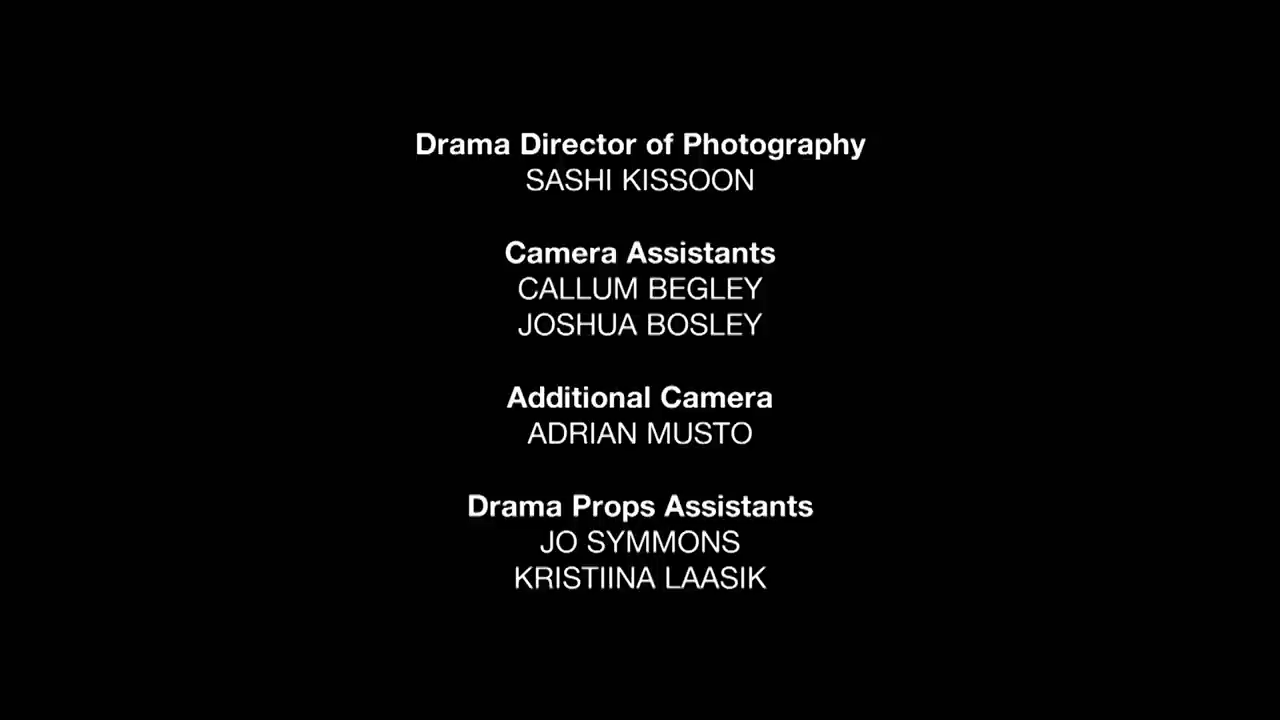 Drama Director of Photography
SASHI KISSOON
Camera Assistants
CALLUM BEGLEY
JOSHUA BOSLEY
Additional Camera
ADRIAN MUSTO
Drama Props Assistants
JO SYMMONS
KRISTIINA LAASIK